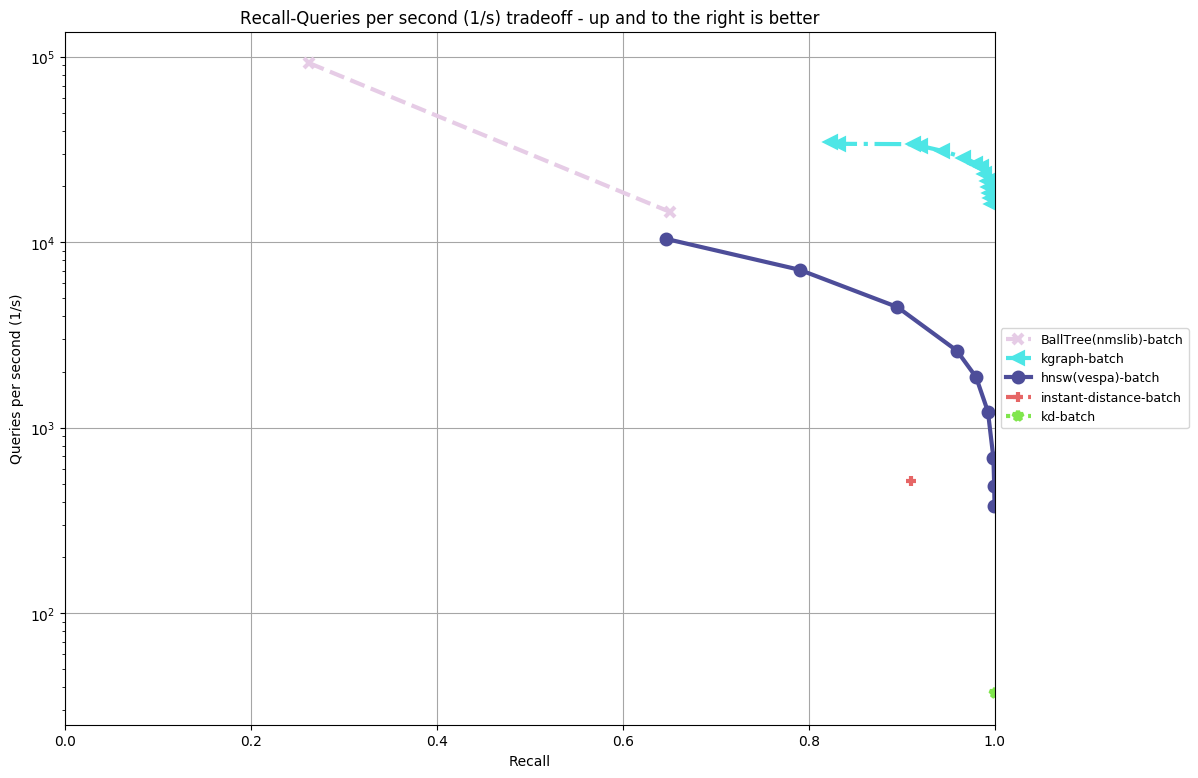 Recall-Queries per second (1/s) tradeoff - up and to the right is better
10^5
10^4
10^3
10^2
Queries per second (1/s)
0.0 0.2 0.4 0.6 0.8 1.0
Recall
BallTree(nmslib)-batch
kgraph-batch
hnsw(vespa)-batch
instant-distance-batch
kd-batch